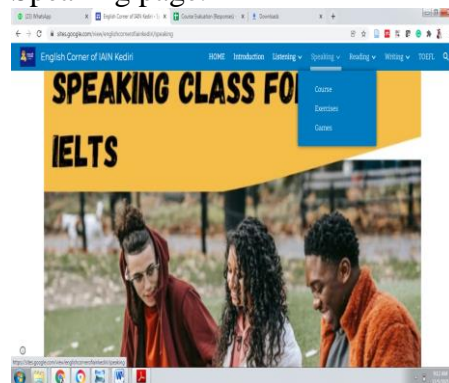 Speaking page.
(23) WhatsApp
English Corner of IAIN Kediri - S
Course Evaluation (Responses) -
Downloads
sites.google.com/view/englishcornerofiainkediri/speaking
English Corner of IAIN Kediri
HOME Introduction Listening Speaking Reading Writing TOEFL
Course
Exercises
Games
SPEAKING CLASS FO
IELTS
https://sites.google.com/view/englishcornerofiainkediri/speaking